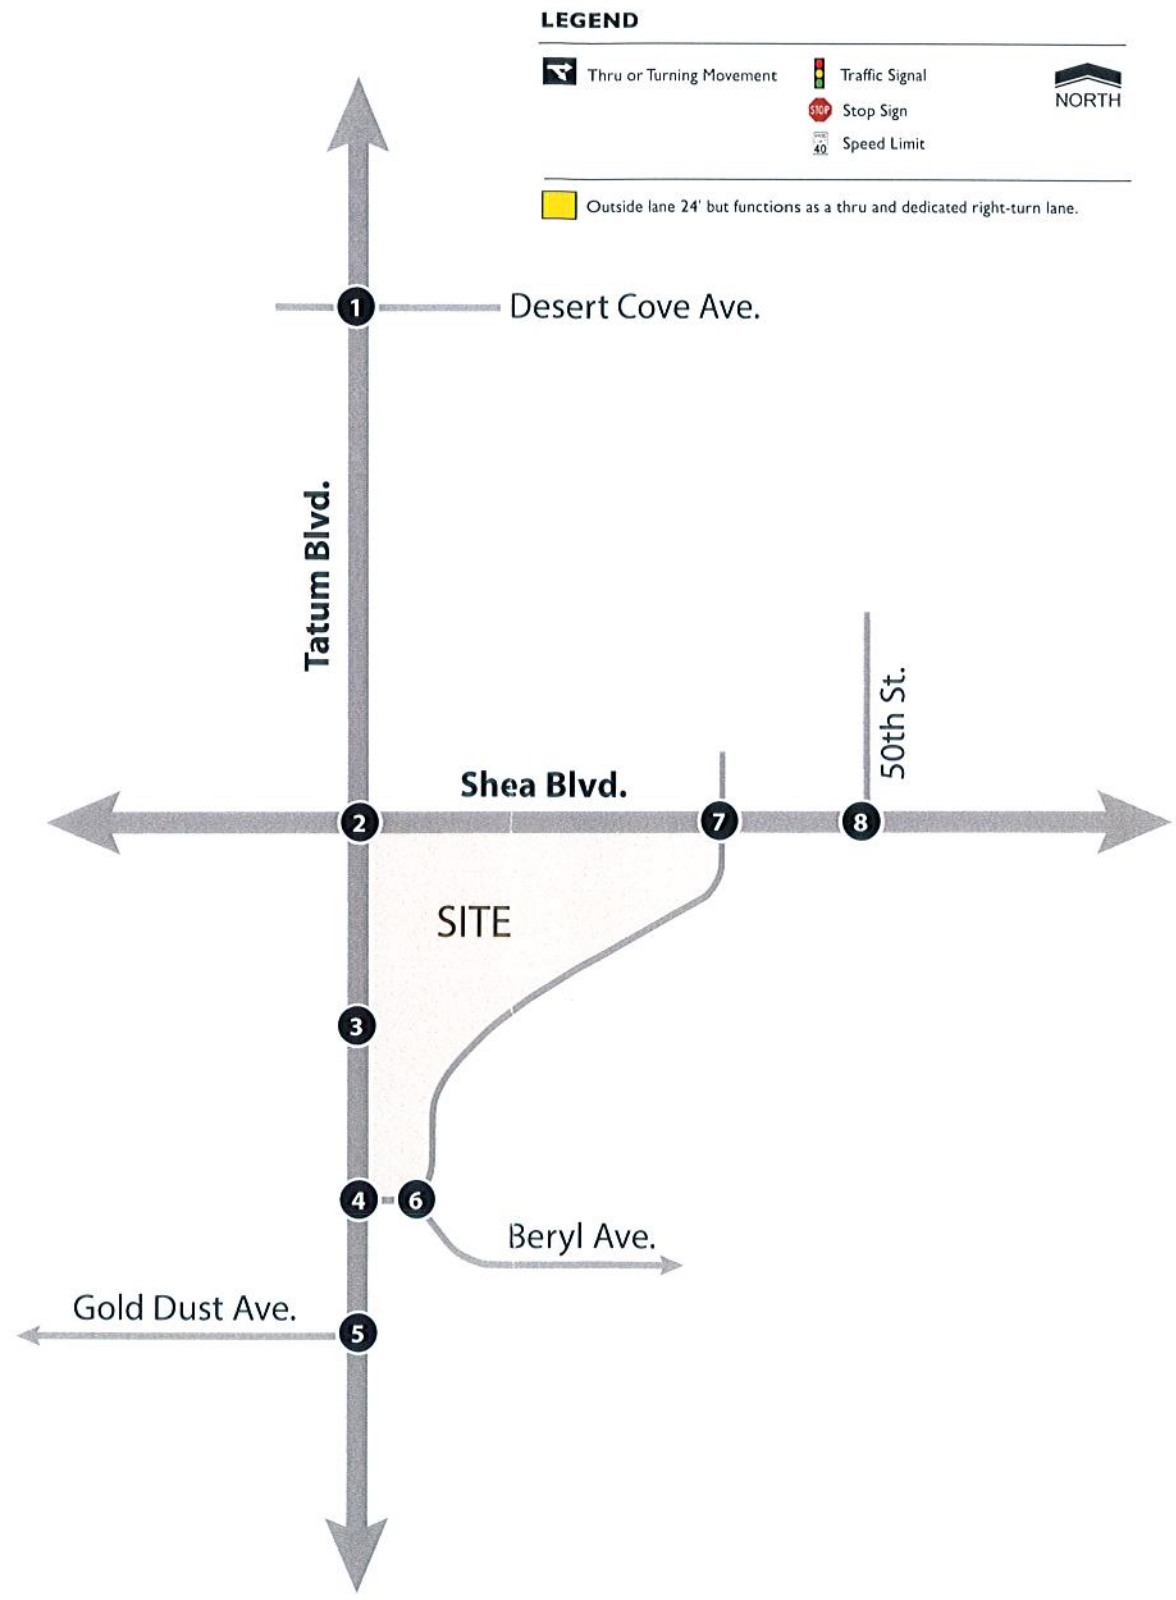 LEGEND
Thru or Turning Movement
Traffic Signal
STOP
Stop Sign
40
Speed Limit
NORTH
Outside lane 24' but functions as a thru and dedicated right-turn lane.
1
Desert Cove Ave.
Tatum Blvd.
50th St.
Shea Blvd.
2
7
8
SITE
3
4
6
Beryl Ave.
Gold Dust Ave.
5